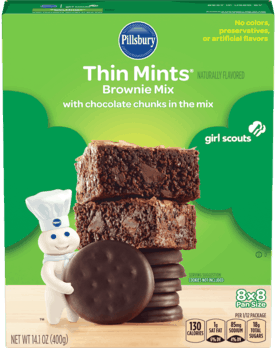 No colors,
preservatives,
or artificial flavors
Pillsbury
Thin Mints® NATURALLY FLAVORED
Brownie Mix
with chocolate chunks in the mix
girl scouts
8x8
Pan Size
PER 1/12 PACKAGE
130
CALORIES
1g
SAT FAT
85mg
SODIUM
18g
TOTAL
SUGARS
NET WT 14.1 OZ (400g)